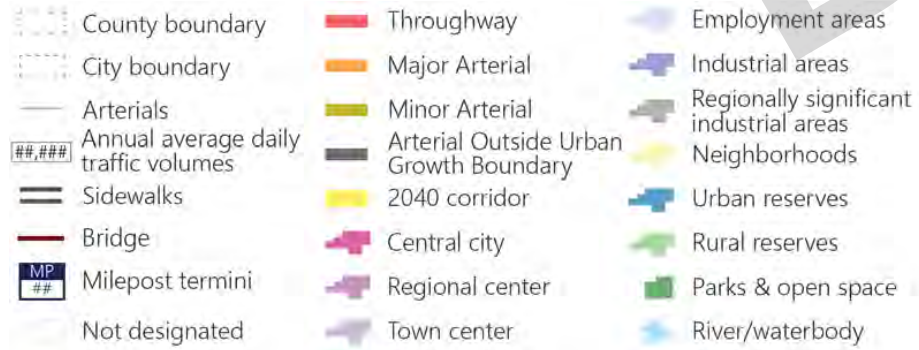 County boundary
City boundary
Arterials
##,###
Annual average daily
traffic volumes
Sidewalks
Bridge
MP
##
Milepost termini
Not designated
Throughway
Major Arterial
Minor Arterial
Arterial Outside Urban
Growth Boundary
2040 corridor
Central city
Regional center
Town center
Employment areas
Industrial areas
Regionally significant
industrial areas
Neighborhoods
Urban reserves
Rural reserves
Parks & open space
River/waterbody